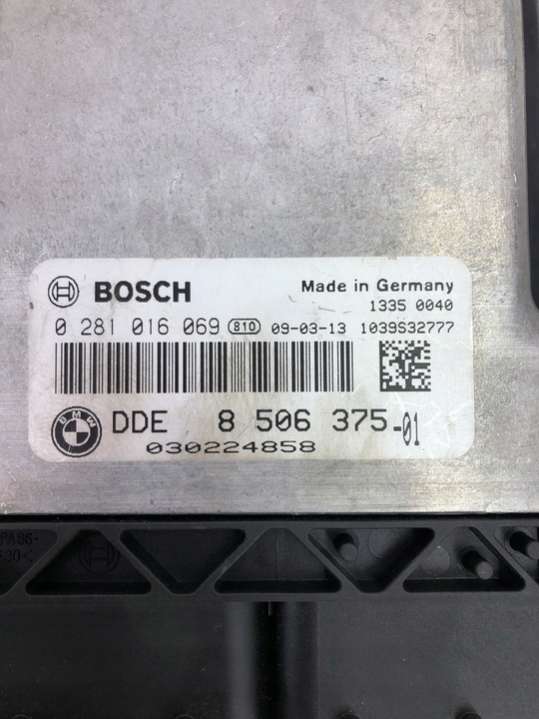 BOSCH Made in Germany
1335 0040
0 281 016 069 810 09-03-13 1039S32777
BMW DDE 8 506 375-01
030224858